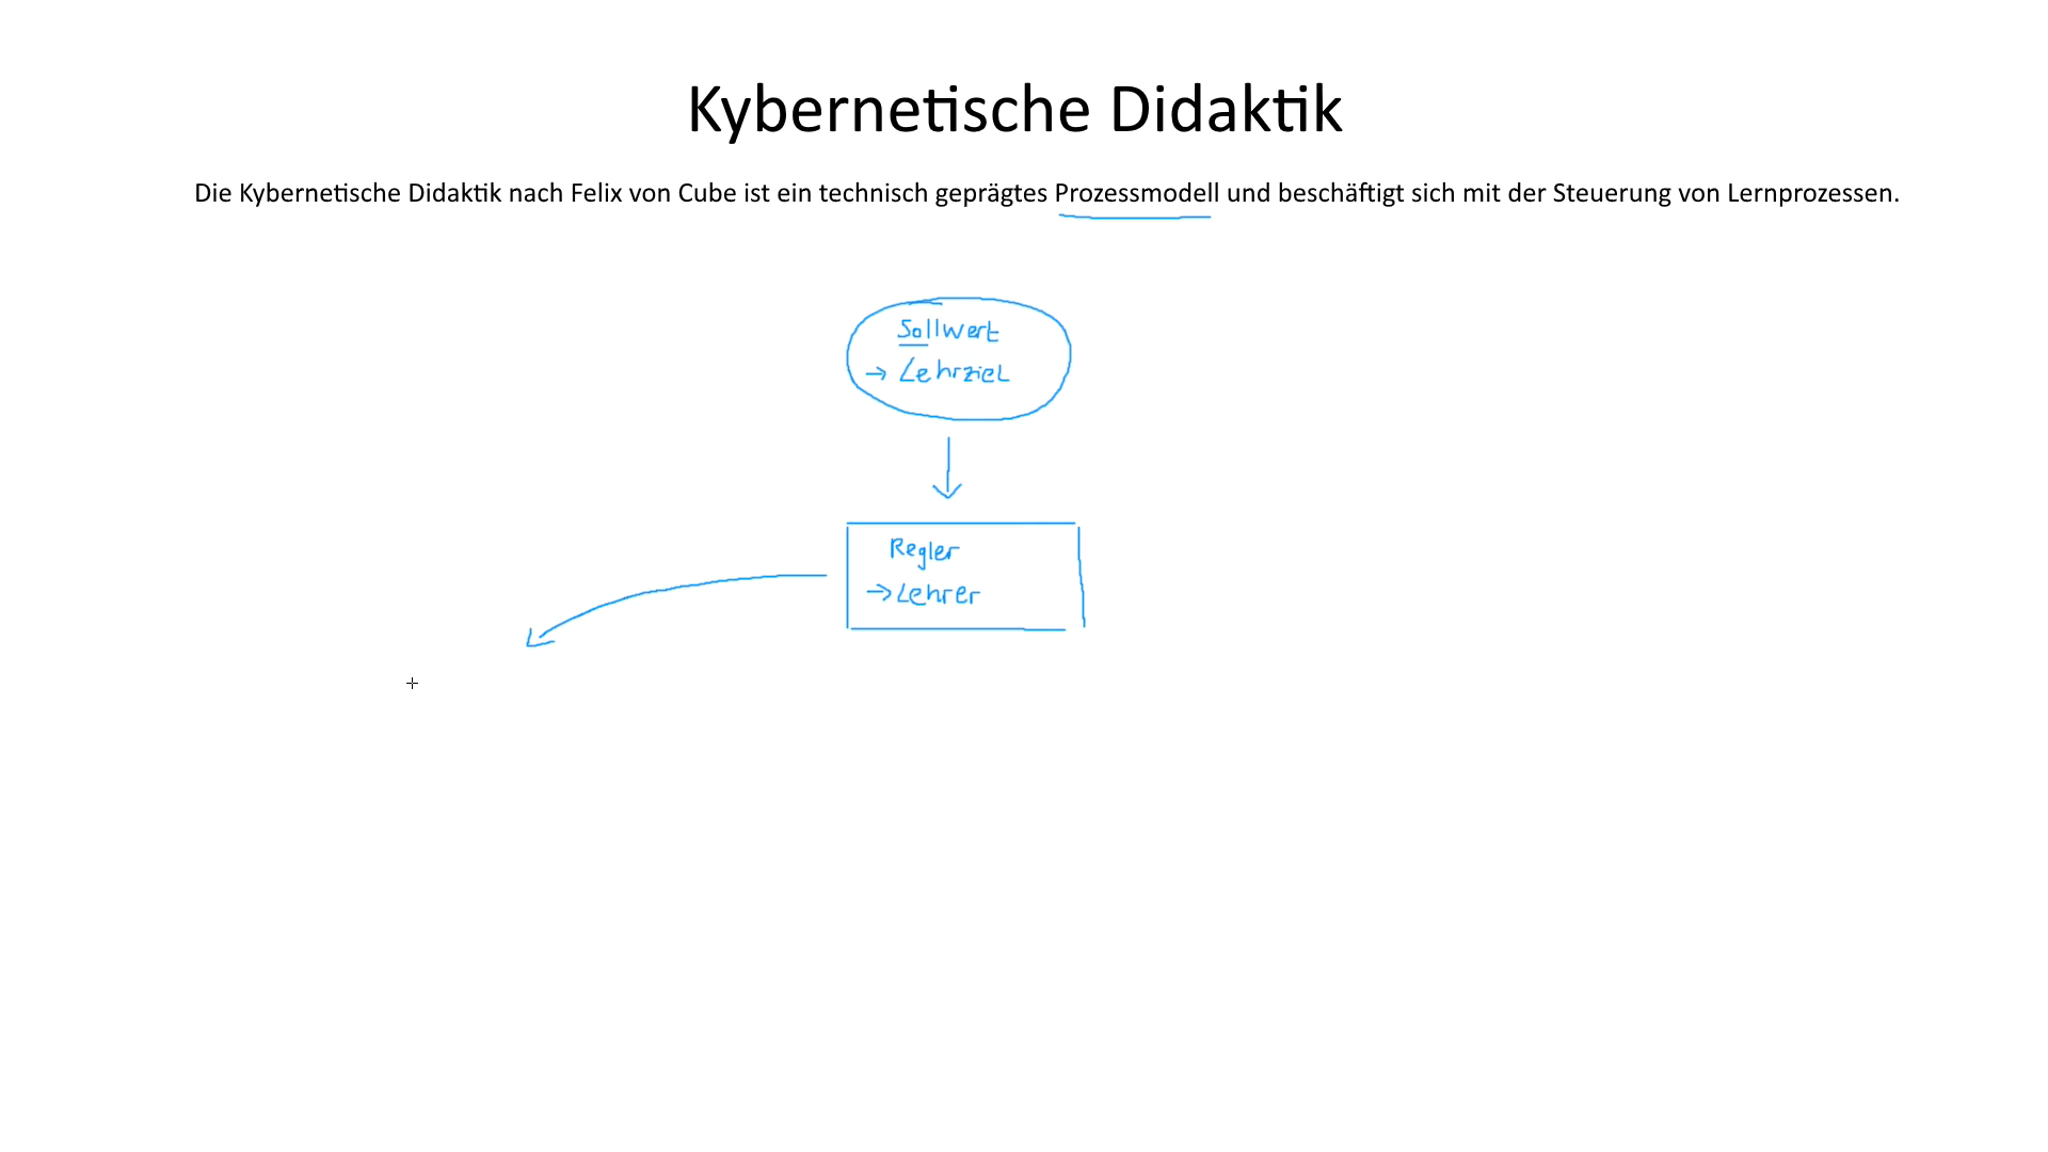 Kybernetische Didaktik
Die Kybernetische Didaktik nach Felix von Cube ist ein technisch geprägtes Prozessmodell und beschäftigt sich mit der Steuerung von Lernprozessen.
Sollwert
→ Lehrziel
Regler
→ Lehrer